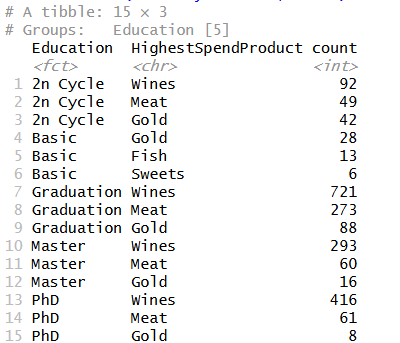 # A tibble: 15 × 3
# Groups:   Education [5]
   Education  HighestSpendProduct count
   <fct>      <chr>               <int>
 1 2n Cycle   Wines                  92
 2 2n Cycle   Meat                   49
 3 2n Cycle   Gold                   42
 4 Basic      Gold                   28
 5 Basic      Fish                   13
 6 Basic      Sweets                  6
 7 Graduation Wines                 721
 8 Graduation Meat                  273
 9 Graduation Gold                   88
10 Master     Wines                 293
11 Master     Meat                   60
12 Master     Gold                   16
13 PhD        Wines                 416
14 PhD        Meat                   61
15 PhD        Gold                    8